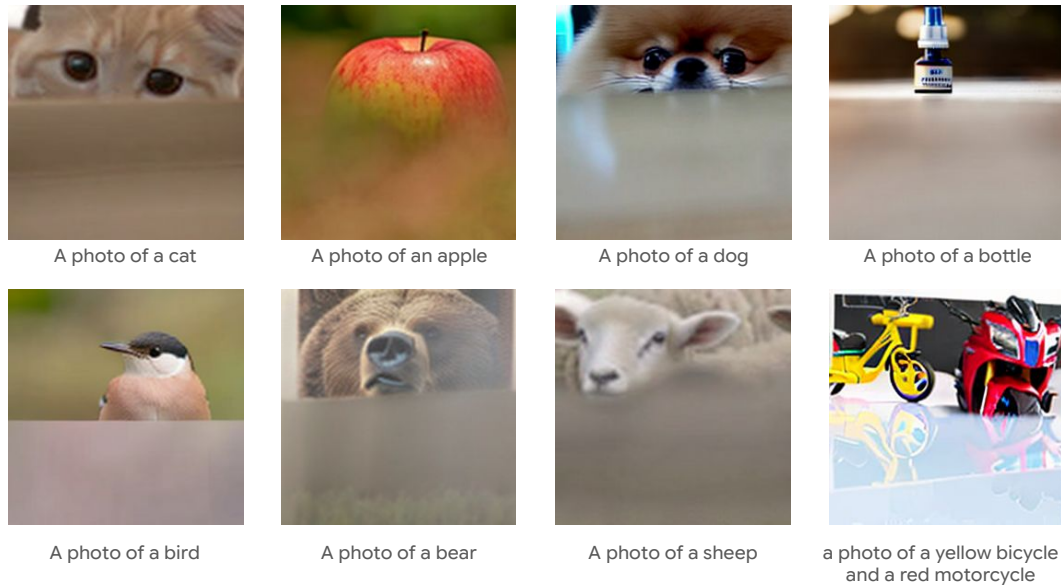 A photo of a cat
A photo of an apple
A photo of a dog
A photo of a bottle
A photo of a bird
A photo of a bear
A photo of a sheep
a photo of a yellow bicycle
and a red motorcycle